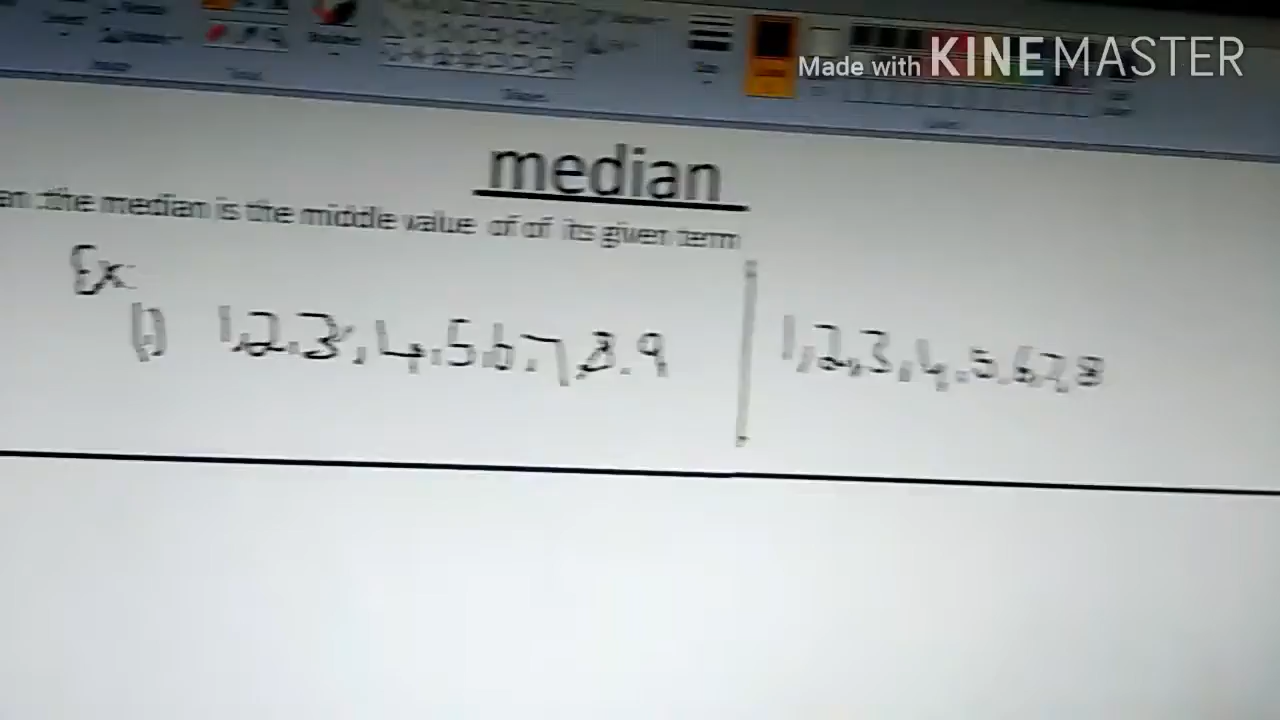 Made with KINEMASTER
median
an :the median is the middle value of of its given term
Ex:
1) 1,2,3,4,5,6,7,8,9
1,2,3,4,5,6,7,8